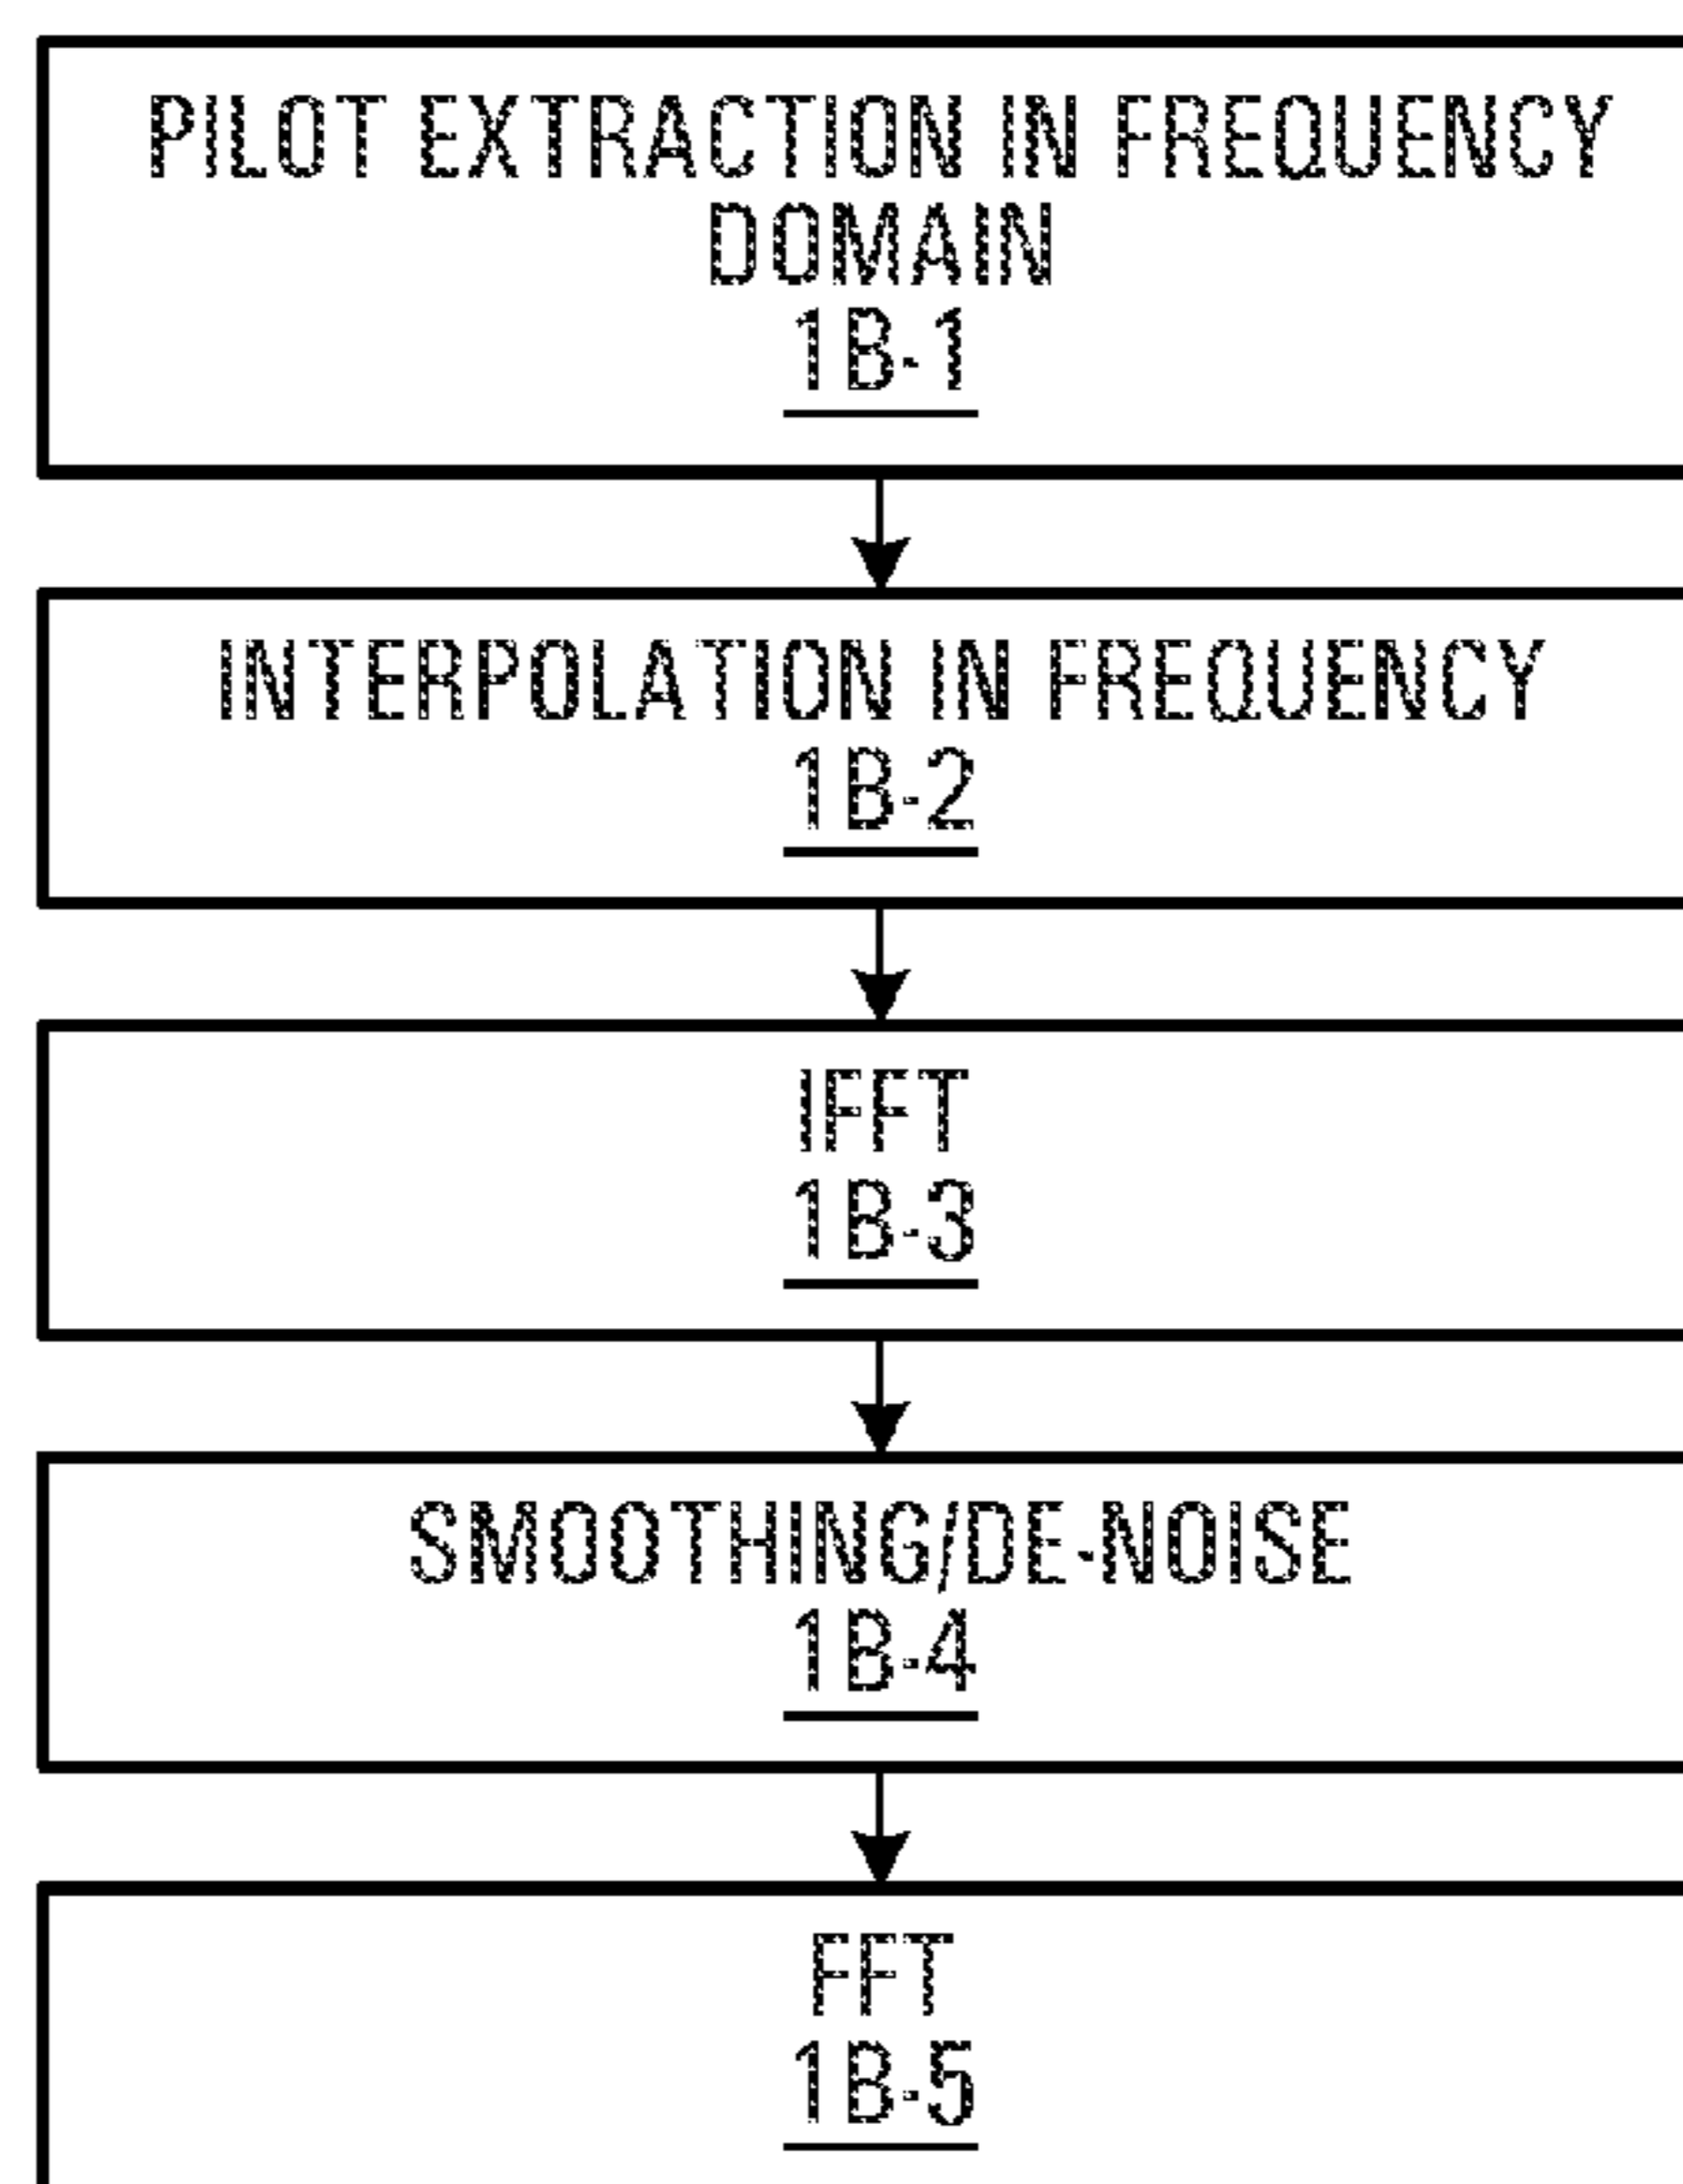 PILOT EXTRACTION IN FREQUENCY
DOMAIN
1B-1
INTERPOLATION IN FREQUENCY
1B-2
IFFT
1B-3
SMOOTHING/DE-NOISE
1B-4
FFT
1B-5